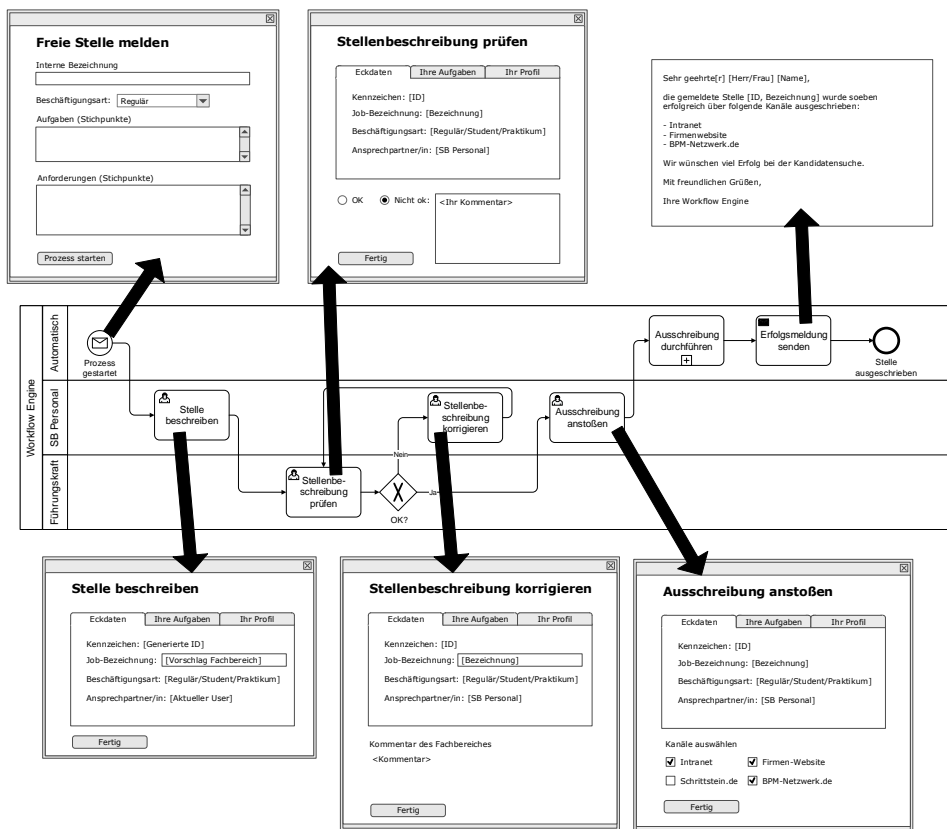 Freie Stelle melden
Interne Bezeichnung
Beschäftigungsart: Regulär
Aufgaben (Stichpunkte)
Anforderungen (Stichpunkte)
Prozess starten
Stellenbeschreibung prüfen
Eckdaten Ihre Aufgaben Ihr Profil
Kennzeichen: [ID]
Job-Bezeichnung: [Bezeichnung]
Beschäftigungsart: [Regulär/Student/Praktikum]
Ansprechpartner/in: [SB Personal]
OK Nicht ok: <Ihr Kommentar>
Fertig
Sehr geehrte[r] [Herr/Frau] [Name],
die gemeldete Stelle [ID, Bezeichnung] wurde soeben
erfolgreich über folgende Kanäle ausgeschrieben:
- Intranet
- Firmenwebsite
- BPM-Netzwerk.de
Wir wünschen viel Erfolg bei der Kandidatensuche.
Mit freundlichen Grüßen,
Ihre Workflow Engine
Workflow Engine
Automatisch
Prozess
gestartet
Ausschreibung
durchführen
Erfolgsmeldung
senden
Stelle
ausgeschrieben
SB Personal
Stelle
beschreiben
Stellenbe-
schreibung
korrigieren
Ausschreibung
anstoßen
Führungskraft
Stellenbe-
schreibung
prüfen
Nein
Ja
X
OK?
Stelle beschreiben
Eckdaten Ihre Aufgaben Ihr Profil
Kennzeichen: [Generierte ID]
Job-Bezeichnung: [Vorschlag Fachbereich]
Beschäftigungsart: [Regulär/Student/Praktikum]
Ansprechpartner/in: [Aktueller User]
Fertig
Stellenbeschreibung korrigieren
Eckdaten Ihre Aufgaben Ihr Profil
Kennzeichen: [ID]
Job-Bezeichnung: [Bezeichnung]
Beschäftigungsart: [Regulär/Student/Praktikum]
Ansprechpartner/in: [SB Personal]
Kommentar des Fachbereiches
<Kommentar>
Fertig
Ausschreibung anstoßen
Eckdaten Ihre Aufgaben Ihr Profil
Kennzeichen: [ID]
Job-Bezeichnung: [Bezeichnung]
Beschäftigungsart: [Regulär/Student/Praktikum]
Ansprechpartner/in: [SB Personal]
Kanäle auswählen
Intranet Firmen-Website
Schrittstein.de BPM-Netzwerk.de
Fertig